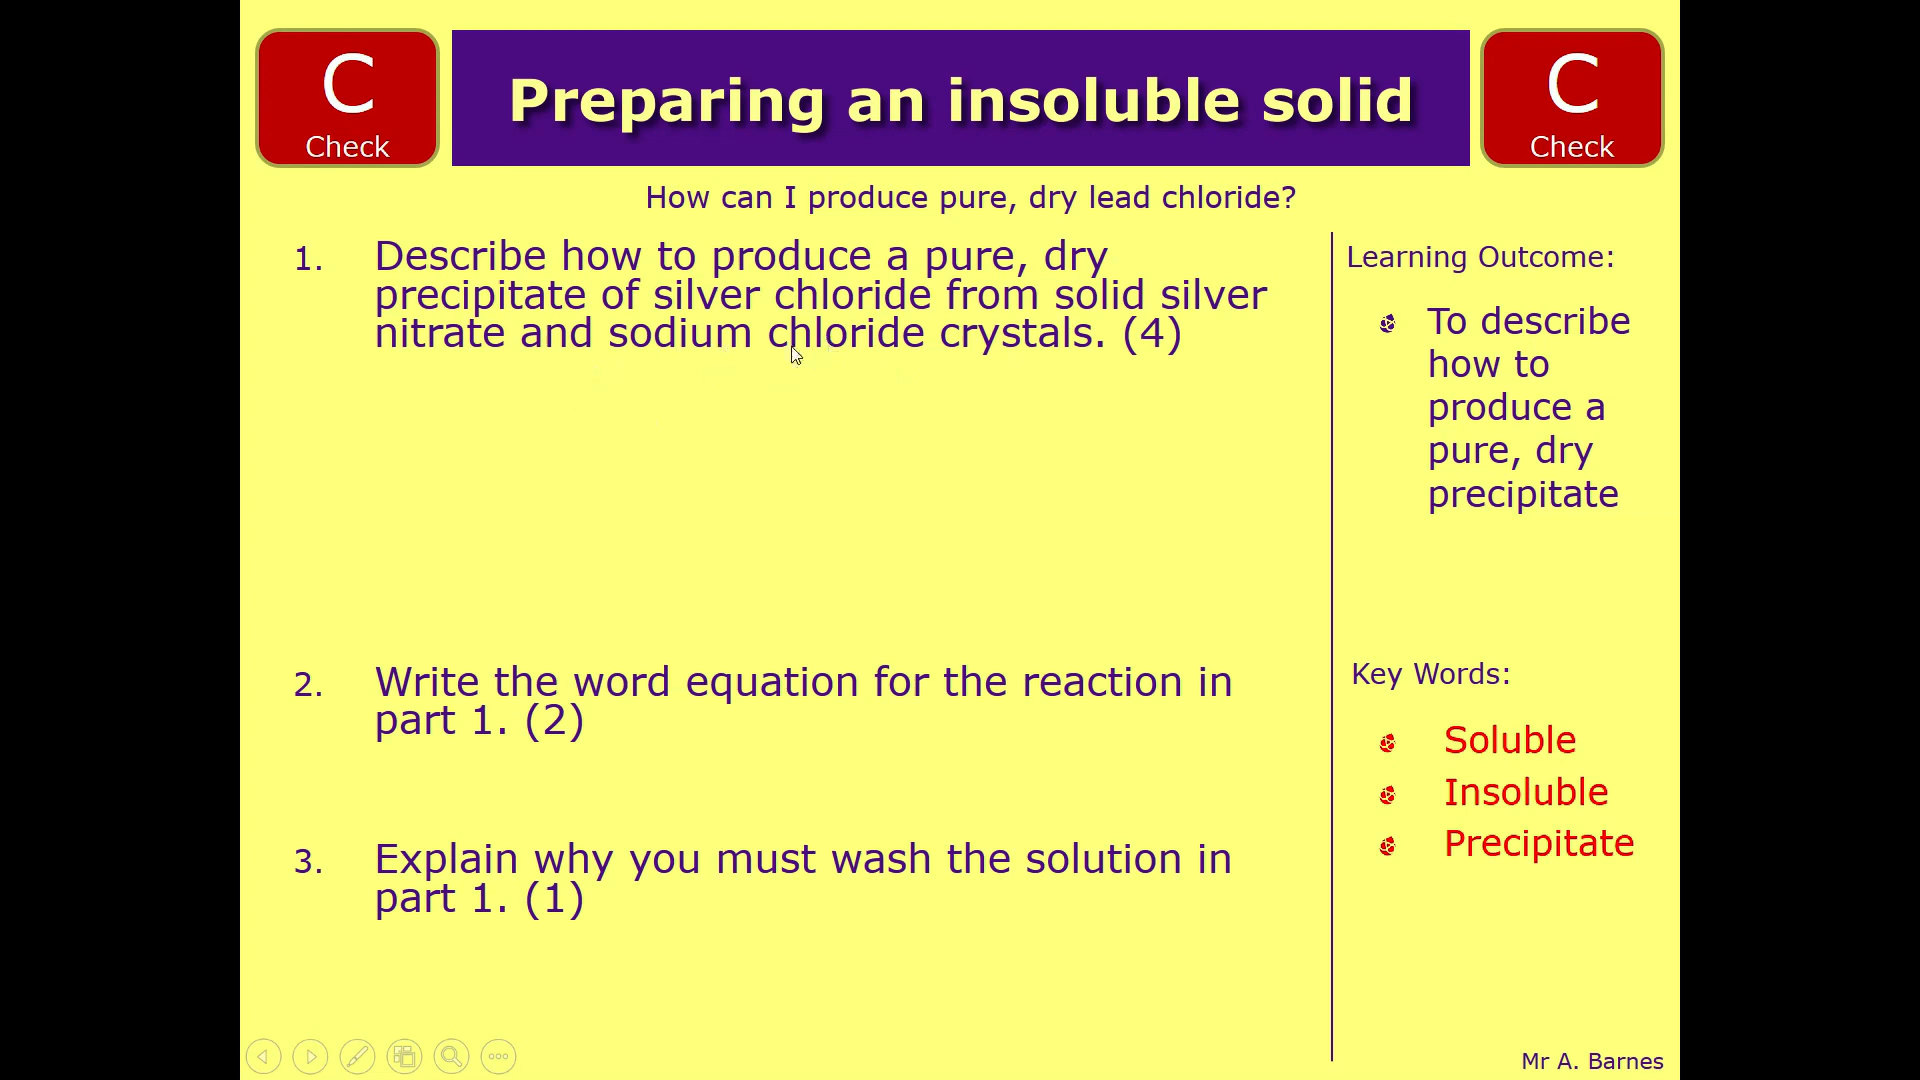 C
Check
Preparing an insoluble solid
C
Check
How can I produce pure, dry lead chloride?
1. Describe how to produce a pure, dry
precipitate of silver chloride from solid silver
nitrate and sodium chloride crystals. (4)
2. Write the word equation for the reaction in
part 1. (2)
3. Explain why you must wash the solution in
part 1. (1)
Learning Outcome:
To describe
how to
produce a
pure, dry
precipitate
Key Words:
Soluble
Insoluble
Precipitate
Mr A. Barnes